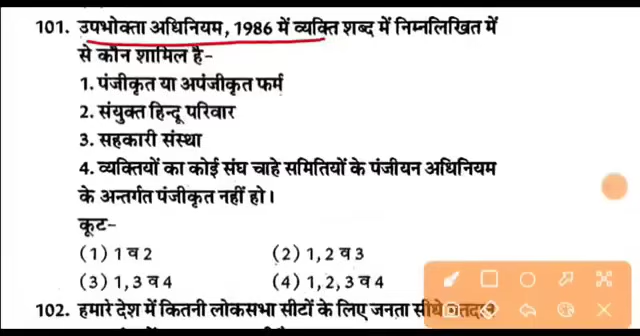 101. उपभोक्ता अधिनियम, 1986 में व्यक्ति शब्द में निम्नलिखित में
से कौन शामिल है-
1. पंजीकृत या अपंजीकृत फर्म
2. संयुक्त हिन्दू परिवार
3. सहकारी संस्था
4. व्यक्तियों का कोई संघ चाहे समितियों के पंजीयन अधिनियम
के अन्तर्गत पंजीकृत नहीं हो।
कूट-
(1) 1 व 2 (2) 1, 2 व 3
(3) 1, 3 व 4 (4) 1, 2, 3 व 4
102. हमारे देश में कितनी लोकसभा सीटों के लिए जनता सीधे